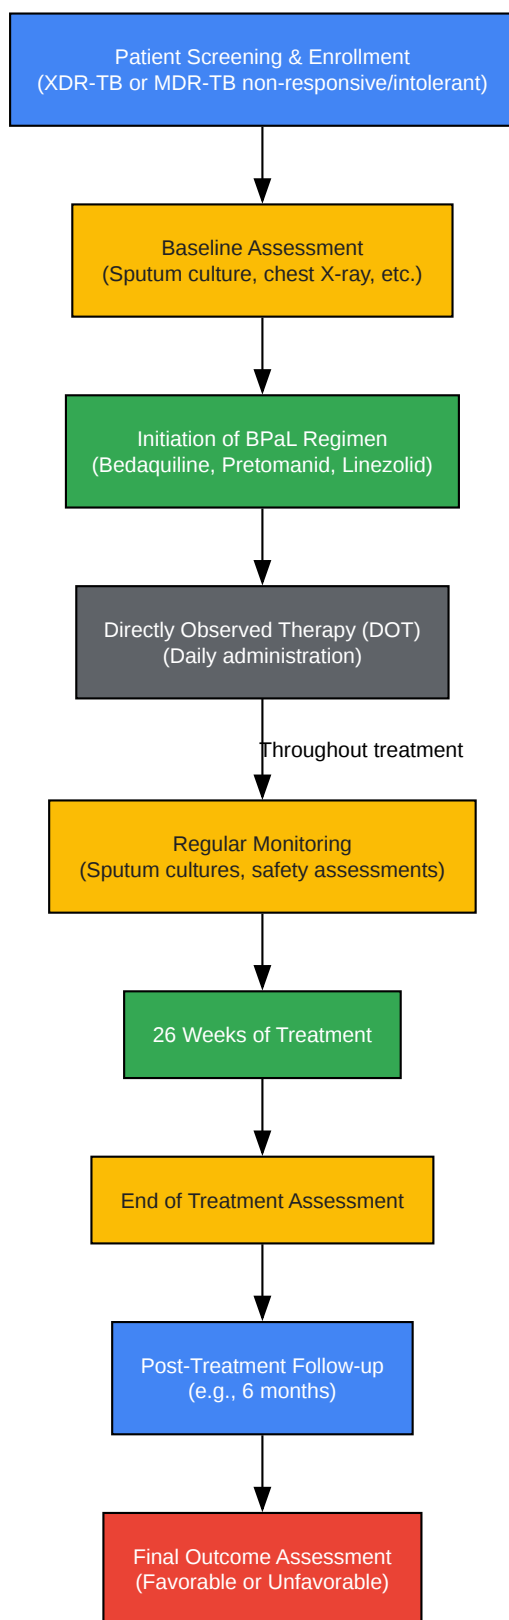 Patient Screening & Enrollment
(XDR-TB or MDR-TB non-responsive/intolerant)
Baseline Assessment
(Sputum culture, chest X-ray, etc.)
Initiation of BPaL Regimen
(Bedaquiline, Pretomanid, Linezolid)
Directly Observed Therapy (DOT)
(Daily administration)
Throughout treatment
Regular Monitoring
(Sputum cultures, safety assessments)
26 Weeks of Treatment
End of Treatment Assessment
Post-Treatment Follow-up
(e.g., 6 months)
Final Outcome Assessment
(Favorable or Unfavorable)